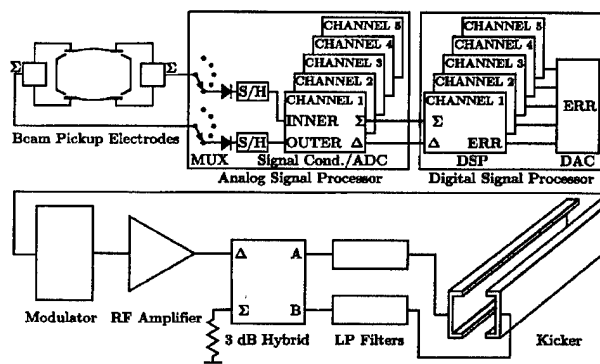 CHANNEL 5
CHANNEL 4
CHANNEL 3
CHANNEL 2
CHANNEL 1
INNER Σ
OUTER Δ
Σ
Σ
S/H
S/H
MUX
Signal Cond./ADC
Analog Signal Processor
Beam Pickup Electrodes
CHANNEL 5
CHANNEL 4
CHANNEL 3
CHANNEL 2
CHANNEL 1
Σ
Δ ERR
DSP
ERR
DAC
Digital Signal Processor
Modulator
RF Amplifier
Δ A
Σ B
3 dB Hybrid
LP Filters
Kicker